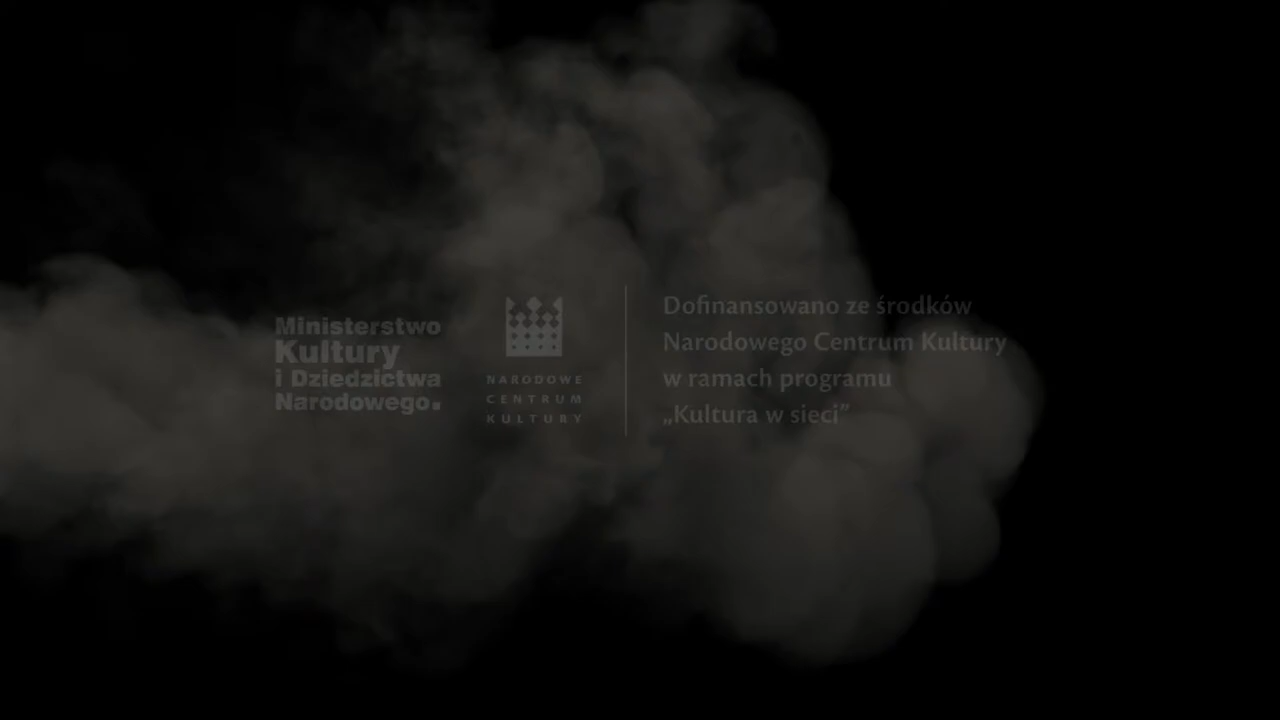 Ministerstwo
Kultury
i Dziedzictwa
Narodowego.
NARODOWE
CENTRUM
KULTURY
Dofinansowano ze środków
Narodowego Centrum Kultury
w ramach programu
„Kultura w sieci”